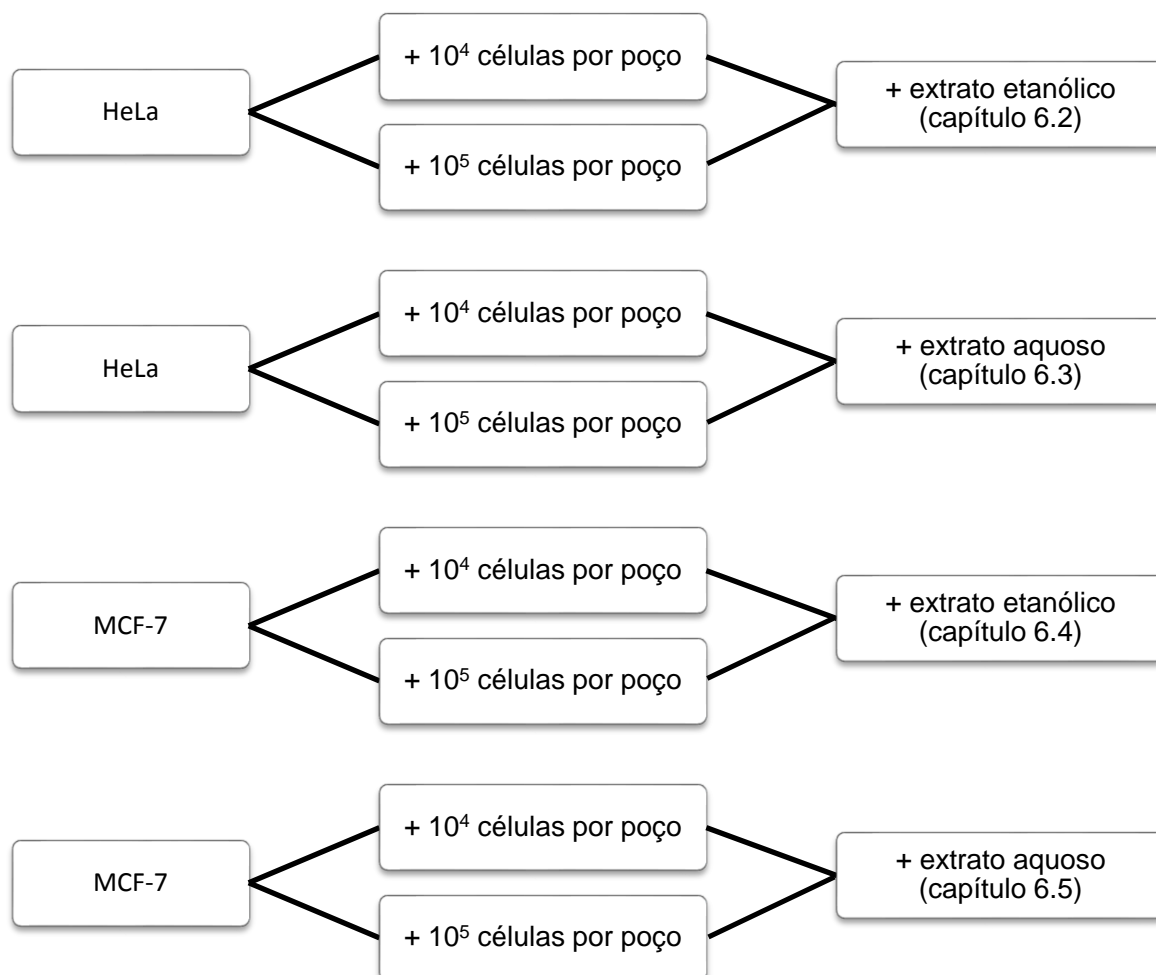 HeLa
+ 10⁴ células por poço
+ 10⁵ células por poço
+ extrato etanólico
(capítulo 6.2)
HeLa
+ 10⁴ células por poço
+ 10⁵ células por poço
+ extrato aquoso
(capítulo 6.3)
MCF-7
+ 10⁴ células por poço
+ 10⁵ células por poço
+ extrato etanólico
(capítulo 6.4)
MCF-7
+ 10⁴ células por poço
+ 10⁵ células por poço
+ extrato aquoso
(capítulo 6.5)